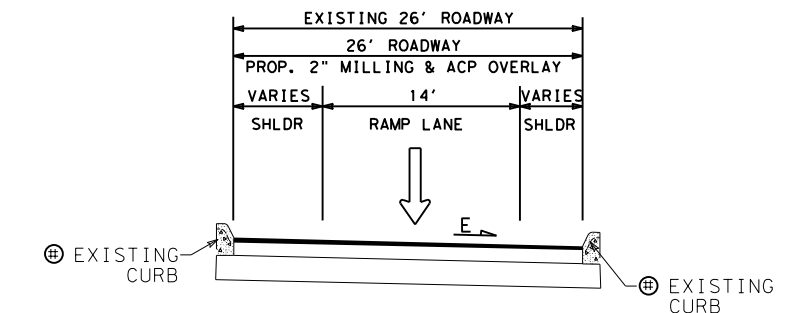 EXISTING 26' ROADWAY
26' ROADWAY
PROP. 2" MILLING & ACP OVERLAY
VARIES 14' VARIES
SHLDR RAMP LANE SHLDR
E
# EXISTING
CURB
# EXISTING
CURB